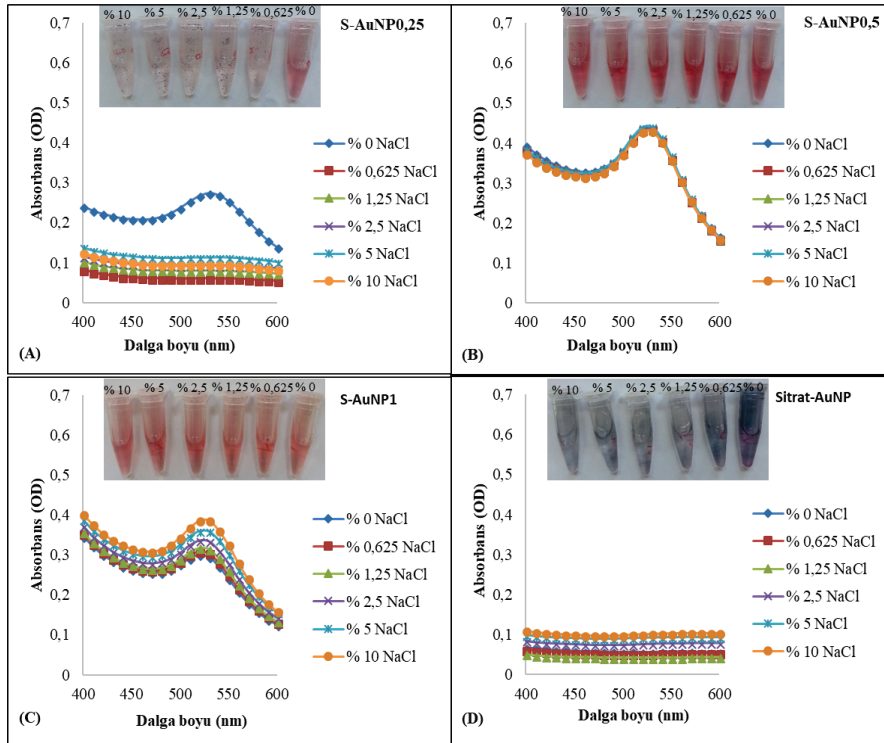 % 10 % 5 % 2,5 % 1,25 % 0,625 % 0
S-AuNP0,25
0,7
0,6
0,5
0,4
0,3
0,2
0,1
0
Absorbans (OD)
% 0 NaCl
% 0,625 NaCl
% 1,25 NaCl
% 2,5 NaCl
% 5 NaCl
% 10 NaCl
400 450 500 550 600
Dalga boyu (nm)
(A)
% 10 % 5 % 2,5 % 1,25 % 0,625 % 0
S-AuNP0,5
0,7
0,6
0,5
0,4
0,3
0,2
0,1
0
Absorbans (OD)
% 0 NaCl
% 0,625 NaCl
% 1,25 NaCl
% 2,5 NaCl
% 5 NaCl
% 10 NaCl
400 450 500 550 600
Dalga boyu (nm)
(B)
% 10 % 5 % 2,5 % 1,25 % 0,625 % 0
S-AuNP1
0,7
0,6
0,5
0,4
0,3
0,2
0,1
0
Absorbans (OD)
% 0 NaCl
% 0,625 NaCl
% 1,25 NaCl
% 2,5 NaCl
% 5 NaCl
% 10 NaCl
400 450 500 550 600
Dalga boyu (nm)
(C)
% 10 % 5 % 2,5 % 1,25 % 0,625 % 0
Sitrat-AuNP
0,7
0,6
0,5
0,4
0,3
0,2
0,1
0
Absorbans (OD)
% 0 NaCl
% 0,625 NaCl
% 1,25 NaCl
% 2,5 NaCl
% 5 NaCl
% 10 NaCl
400 450 500 550 600
Dalga boyu (nm)
(D)